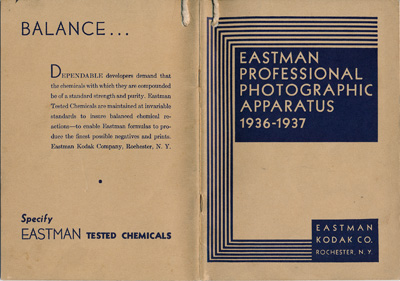 BALANCE...
DEPENDABLE developers demand that
the chemicals with which they are compounded
be of a standard strength and purity. Eastman
Tested Chemicals are maintained at invariable
standards to insure balanced chemical re-
actions—to enable Eastman formulas to pro-
duce the finest possible negatives and prints.
Eastman Kodak Company, Rochester, N. Y.
Specify
EASTMAN TESTED CHEMICALS
EASTMAN
PROFESSIONAL
PHOTOGRAPHIC
APPARATUS
1936-1937
EASTMAN
KODAK CO.
ROCHESTER, N. Y.